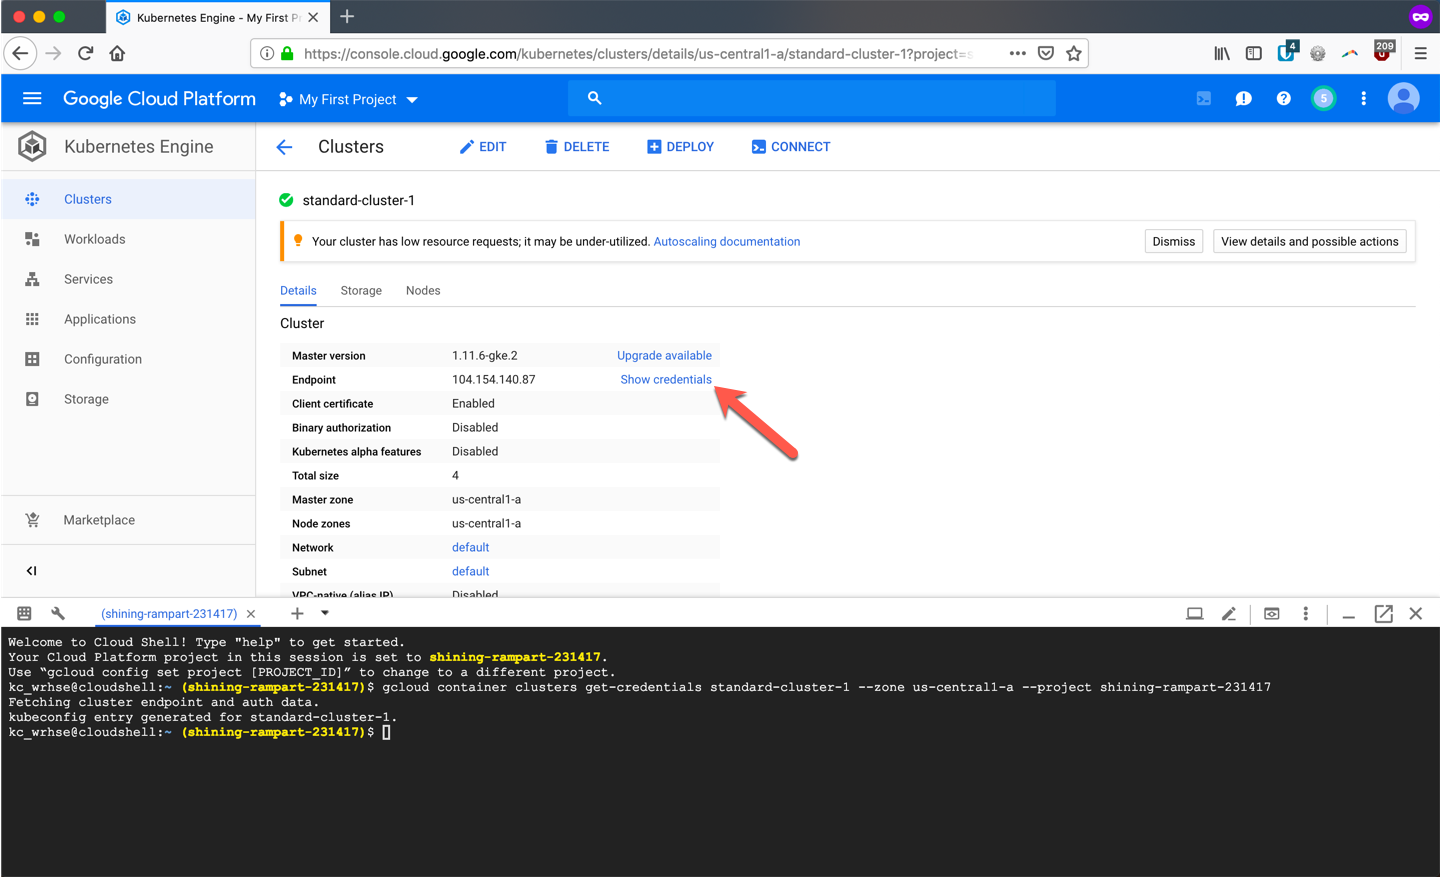 Kubernetes Engine - My First P
https://console.cloud.google.com/kubernetes/clusters/details/us-central1-a/standard-cluster-1?project=s
4
209
Google Cloud Platform
My First Project
5
Kubernetes Engine
Clusters
EDIT
DELETE
DEPLOY
CONNECT
Clusters
Workloads
Services
Applications
Configuration
Storage
Marketplace
standard-cluster-1
Your cluster has low resource requests; it may be under-utilized. Autoscaling documentation
Dismiss
View details and possible actions
Details Storage Nodes
Cluster
Master version 1.11.6-gke.2 Upgrade available
Endpoint 104.154.140.87 Show credentials
Client certificate Enabled
Binary authorization Disabled
Kubernetes alpha features Disabled
Total size 4
Master zone us-central1-a
Node zones us-central1-a
Network default
Subnet default
VPC-native (alias IP) Disabled
(shining-rampart-231417)
Welcome to Cloud Shell! Type "help" to get started.
Your Cloud Platform project in this session is set to shining-rampart-231417.
Use “gcloud config set project [PROJECT_ID]” to change to a different project.
kc_wrhse@cloudshell:~ (shining-rampart-231417)$ gcloud container clusters get-credentials standard-cluster-1 --zone us-central1-a --project shining-rampart-231417
Fetching cluster endpoint and auth data.
kubeconfig entry generated for standard-cluster-1.
kc_wrhse@cloudshell:~ (shining-rampart-231417)$